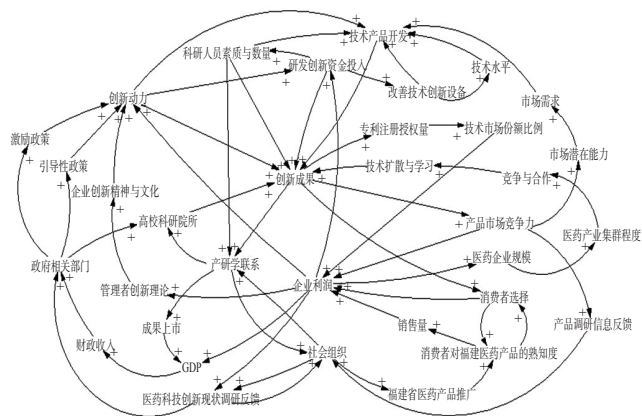 技术产品开发
科研人员素质与数量
研发创新资金投入
技术水平
改善技术创新设备
创新动力
市场需求
激励政策
专利注册授权量
技术市场份额比例
引导性政策
市场潜在能力
技术扩散与学习
竞争与合作
创新成果
企业创新精神与文化
高校科研院所
产品市场竞争力
医药产业集群程度
政府相关部门
产研学联系
医药企业规模
管理者创新理论
企业利润
消费者选择
成果上市
销售量
产品调研信息反馈
财政收入
社会组织
消费者对福建医药产品的熟知度
GDP
医药科技创新现状调研反馈
福建省医药产品推广